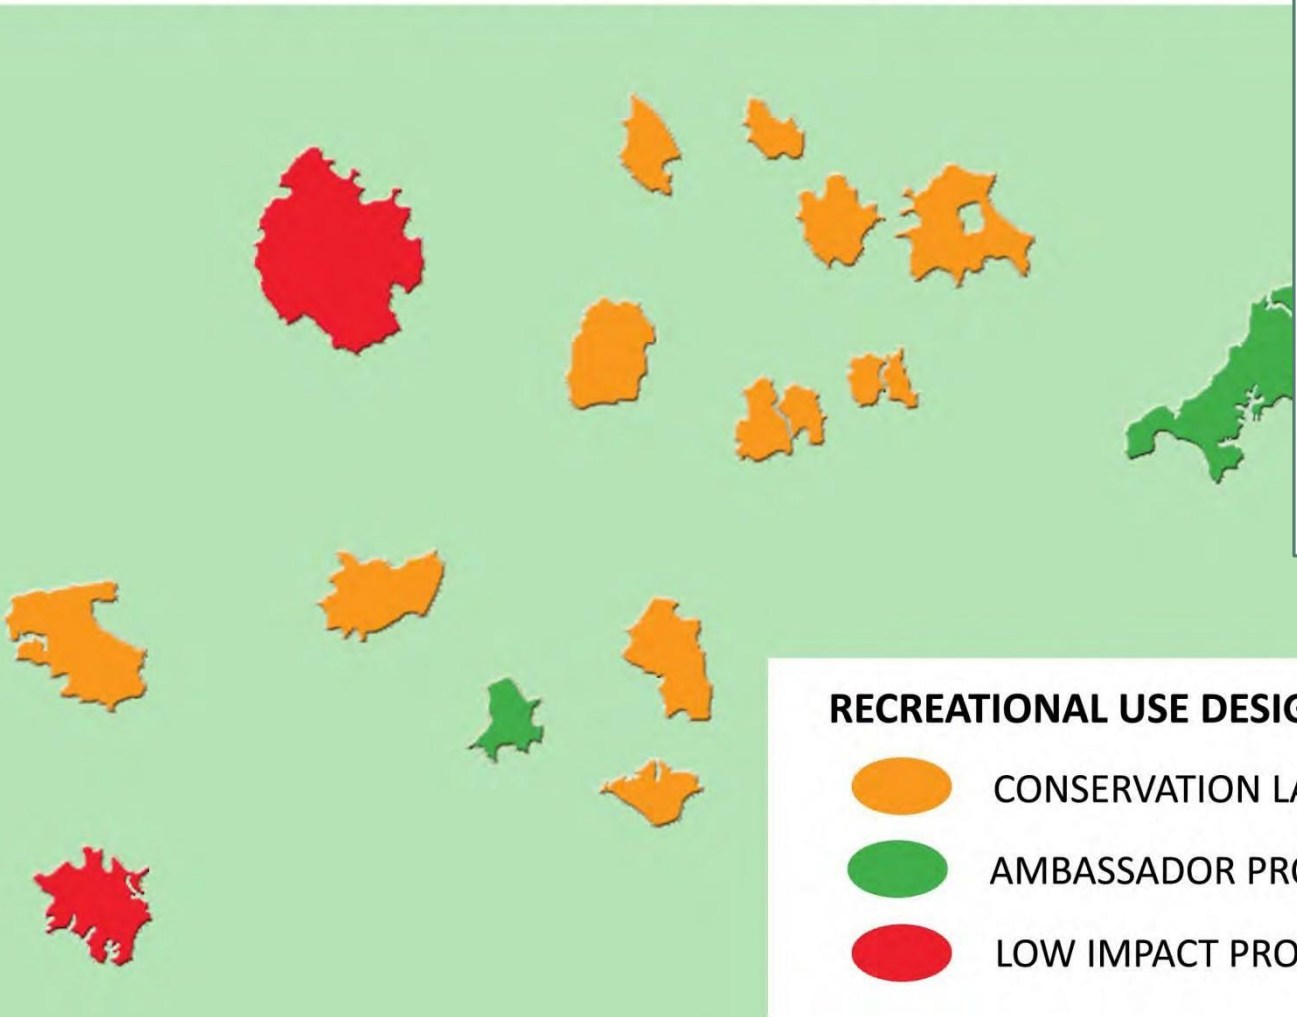 RECREATIONAL USE DESIG
CONSERVATION LA
AMBASSADOR PRO
LOW IMPACT PRO